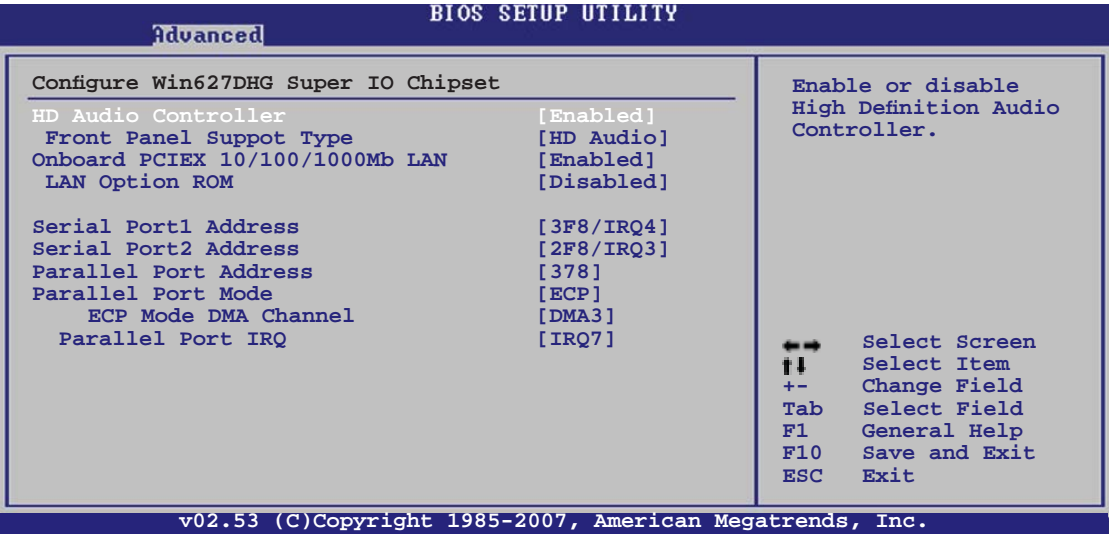 BIOS SETUP UTILITY
Advanced
Configure Win627DHG Super IO Chipset
HD Audio Controller [Enabled]
Front Panel Suppot Type [HD Audio]
Onboard PCIEX 10/100/1000Mb LAN [Enabled]
LAN Option ROM [Disabled]
Serial Port1 Address [3F8/IRQ4]
Serial Port2 Address [2F8/IRQ3]
Parallel Port Address [378]
Parallel Port Mode [ECP]
ECP Mode DMA Channel [DMA3]
Parallel Port IRQ [IRQ7]
Enable or disable
High Definition Audio
Controller.
Select Screen
Select Item
+- Change Field
Tab Select Field
F1 General Help
F10 Save and Exit
ESC Exit
v02.53 (C)Copyright 1985-2007, American Megatrends, Inc.